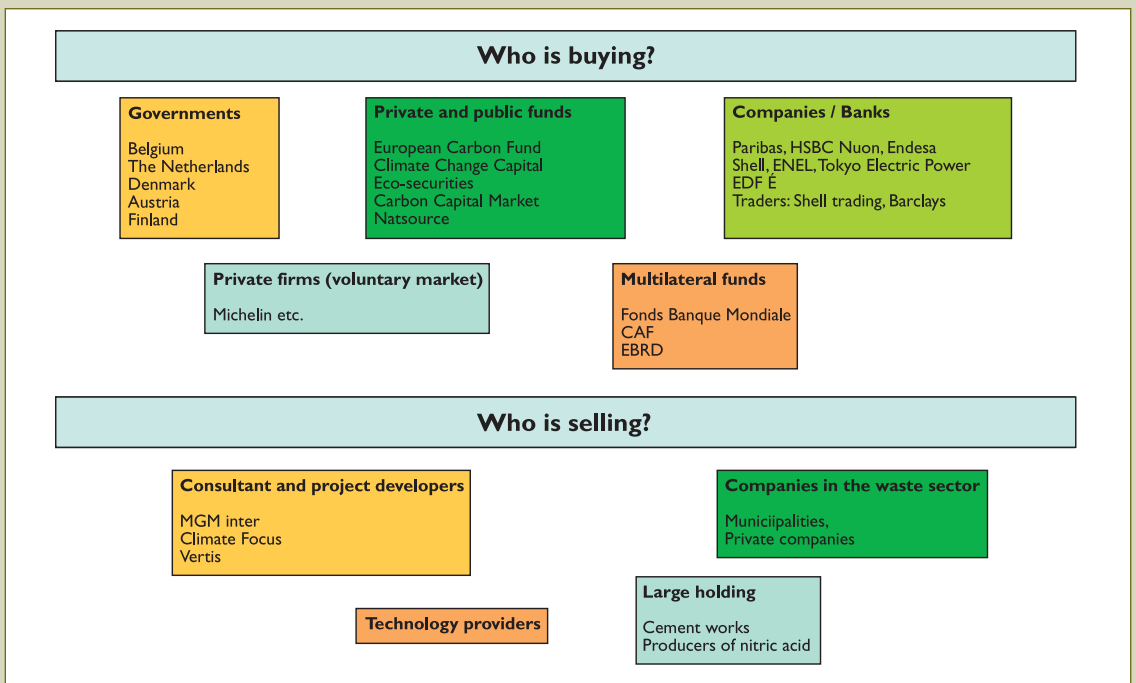 Who is buying?
Governments
Belgium
The Netherlands
Denmark
Austria
Finland
Private and public funds
European Carbon Fund
Climate Change Capital
Eco-securities
Carbon Capital Market
Natsource
Companies / Banks
Paribas, HSBC Nuon, Endesa
Shell, ENEL, Tokyo Electric Power
EDF É
Traders: Shell trading, Barclays
Private firms (voluntary market)
Michelin etc.
Multilateral funds
Fonds Banque Mondiale
CAF
EBRD
Who is selling?
Consultant and project developers
MGM inter
Climate Focus
Vertis
Companies in the waste sector
Municiipalities,
Private companies
Technology providers
Large holding
Cement works
Producers of nitric acid